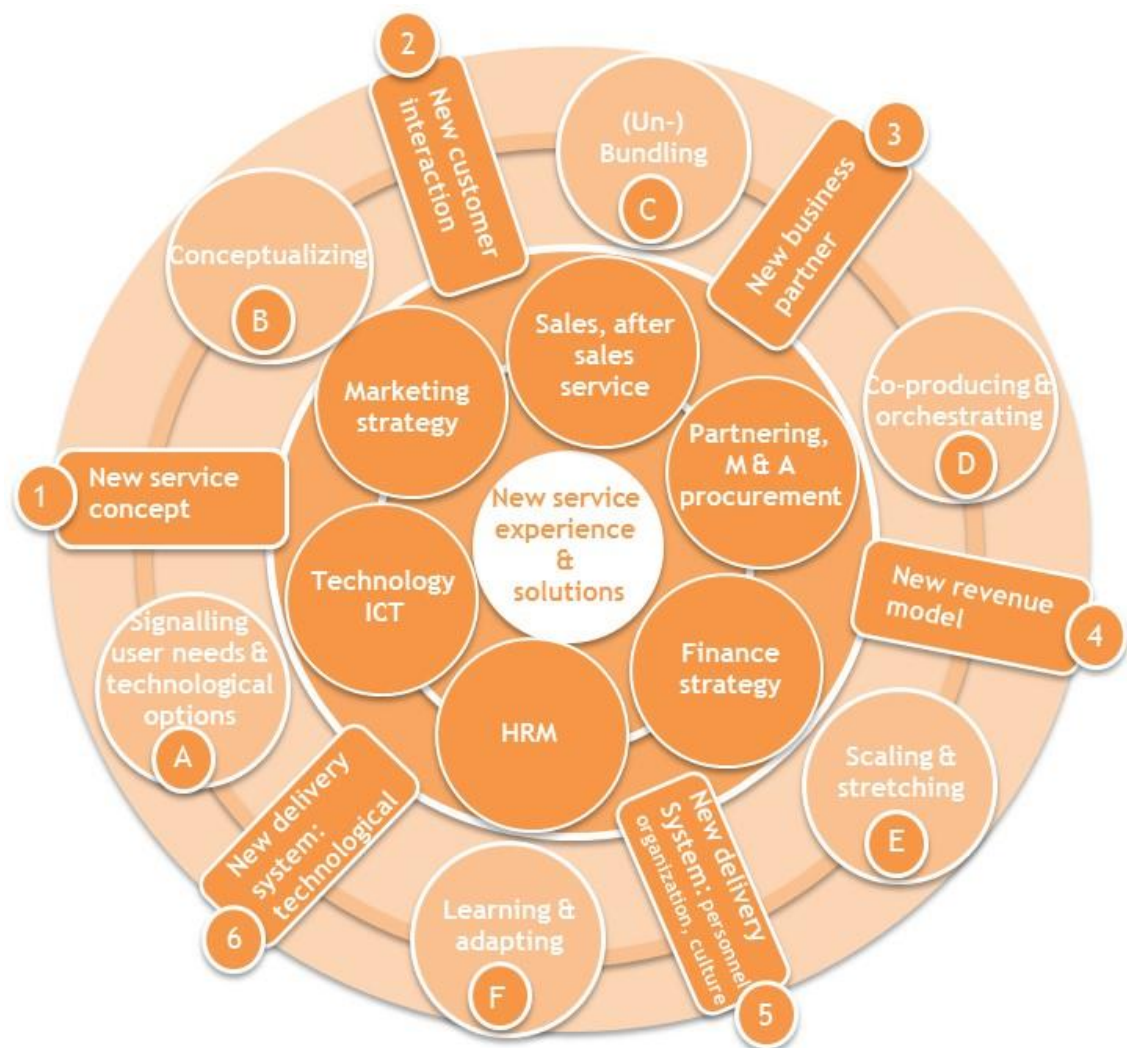 2
New customer
interaction
(Un-)
Bundling
C
3
New business
partner
Conceptualizing
B
Sales, after
sales
service
Marketing
strategy
Partnering,
M & A
procurement
Co-producing &
orchestrating
D
1
New service
concept
New service
experience
&
solutions
Technology
ICT
New revenue
model
4
Signalling
user needs &
technological
options
A
Finance
strategy
HRM
Scaling &
stretching
E
New delivery
system:
technological
6
New delivery
System: personnel
organization, culture
5
Learning &
adapting
F